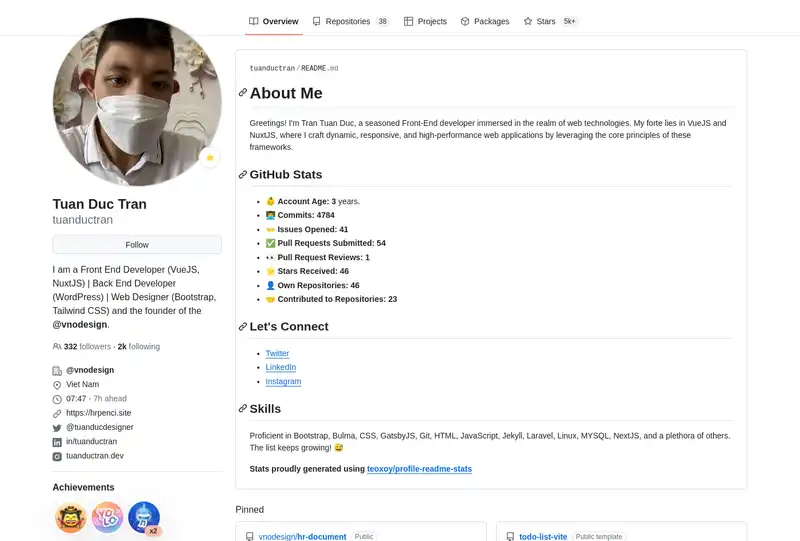 Overview
Repositories 38
Projects
Packages
Stars 5k+
Tuan Duc Tran
tuanductran
Follow
I am a Front End Developer (VueJS,
NuxtJS) | Back End Developer
(WordPress) | Web Designer (Bootstrap,
Tailwind CSS) and the founder of the
@vnodesign.
332 followers · 2k following
@vnodesign
Viet Nam
07:47 - 7h ahead
https://hrpenci.site
@tuanducdesigner
in/tuanductran
tuanductran.dev
Achievements
YOLO
x2
tuanductran/README.md
About Me
Greetings! I'm Tran Tuan Duc, a seasoned Front-End developer immersed in the realm of web technologies. My forte lies in VueJS and
NuxtJS, where I craft dynamic, responsive, and high-performance web applications by leveraging the core principles of these
frameworks.
GitHub Stats
👶 Account Age: 3 years.
👨‍💻 Commits: 4784
Issues Opened: 41
✅ Pull Requests Submitted: 54
👀 Pull Request Reviews: 1
🌟 Stars Received: 46
👤 Own Repositories: 46
🤝 Contributed to Repositories: 23
Let's Connect
Twitter
LinkedIn
Instagram
Skills
Proficient in Bootstrap, Bulma, CSS, GatsbyJS, Git, HTML, JavaScript, Jekyll, Laravel, Linux, MYSQL, NextJS, and a plethora of others.
The list keeps growing! 😅
Stats proudly generated using teoxoy/profile-readme-stats
Pinned
vnodesign/hr-document Public
todo-list-vite Public template